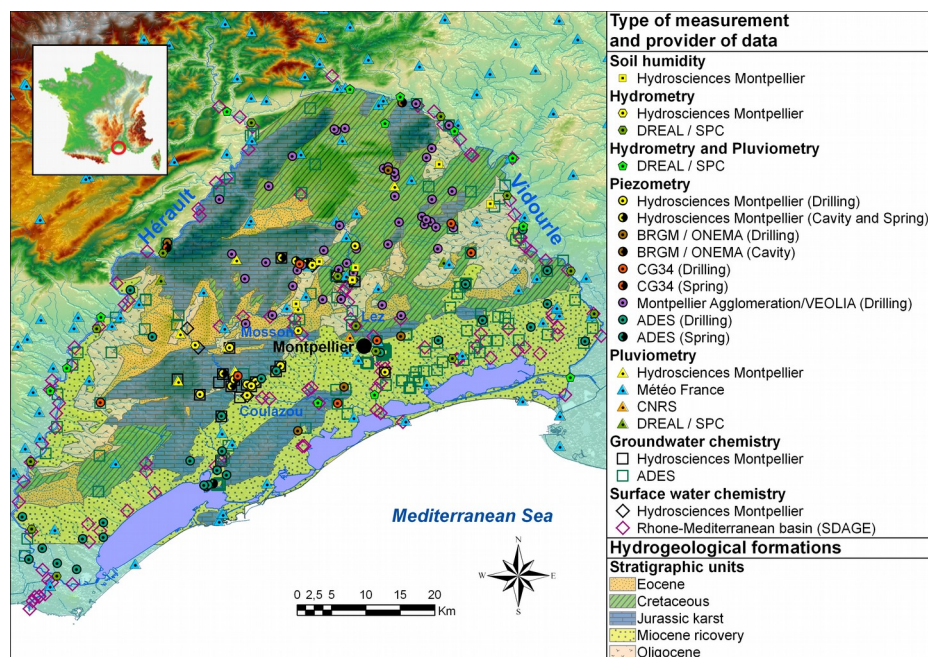 Hérault
Vidourle
Lez
Mosson
Montpellier
Coulazou
Mediterranean Sea
N
W
E
S
0 2,5 5 10 15 20
Km
Type of measurement
and provider of data
Soil humidity
Hydrosciences Montpellier
Hydrometry
Hydrosciences Montpellier
DREAL / SPC
Hydrometry and Pluviometry
DREAL / SPC
Piezometry
Hydrosciences Montpellier (Drilling)
Hydrosciences Montpellier (Cavity and Spring)
BRGM / ONEMA (Drilling)
BRGM / ONEMA (Cavity)
CG34 (Drilling)
CG34 (Spring)
Montpellier Agglomeration/VEOLIA (Drilling)
ADES (Drilling)
ADES (Spring)
Pluviometry
Hydrosciences Montpellier
Météo France
CNRS
DREAL / SPC
Groundwater chemistry
Hydrosciences Montpellier
ADES
Surface water chemistry
Hydrosciences Montpellier
Rhone-Mediterranean basin (SDAGE)
Hydrogeological formations
Stratigraphic units
Eocene
Cretaceous
Jurassic karst
Miocene ricovery
Oligocene